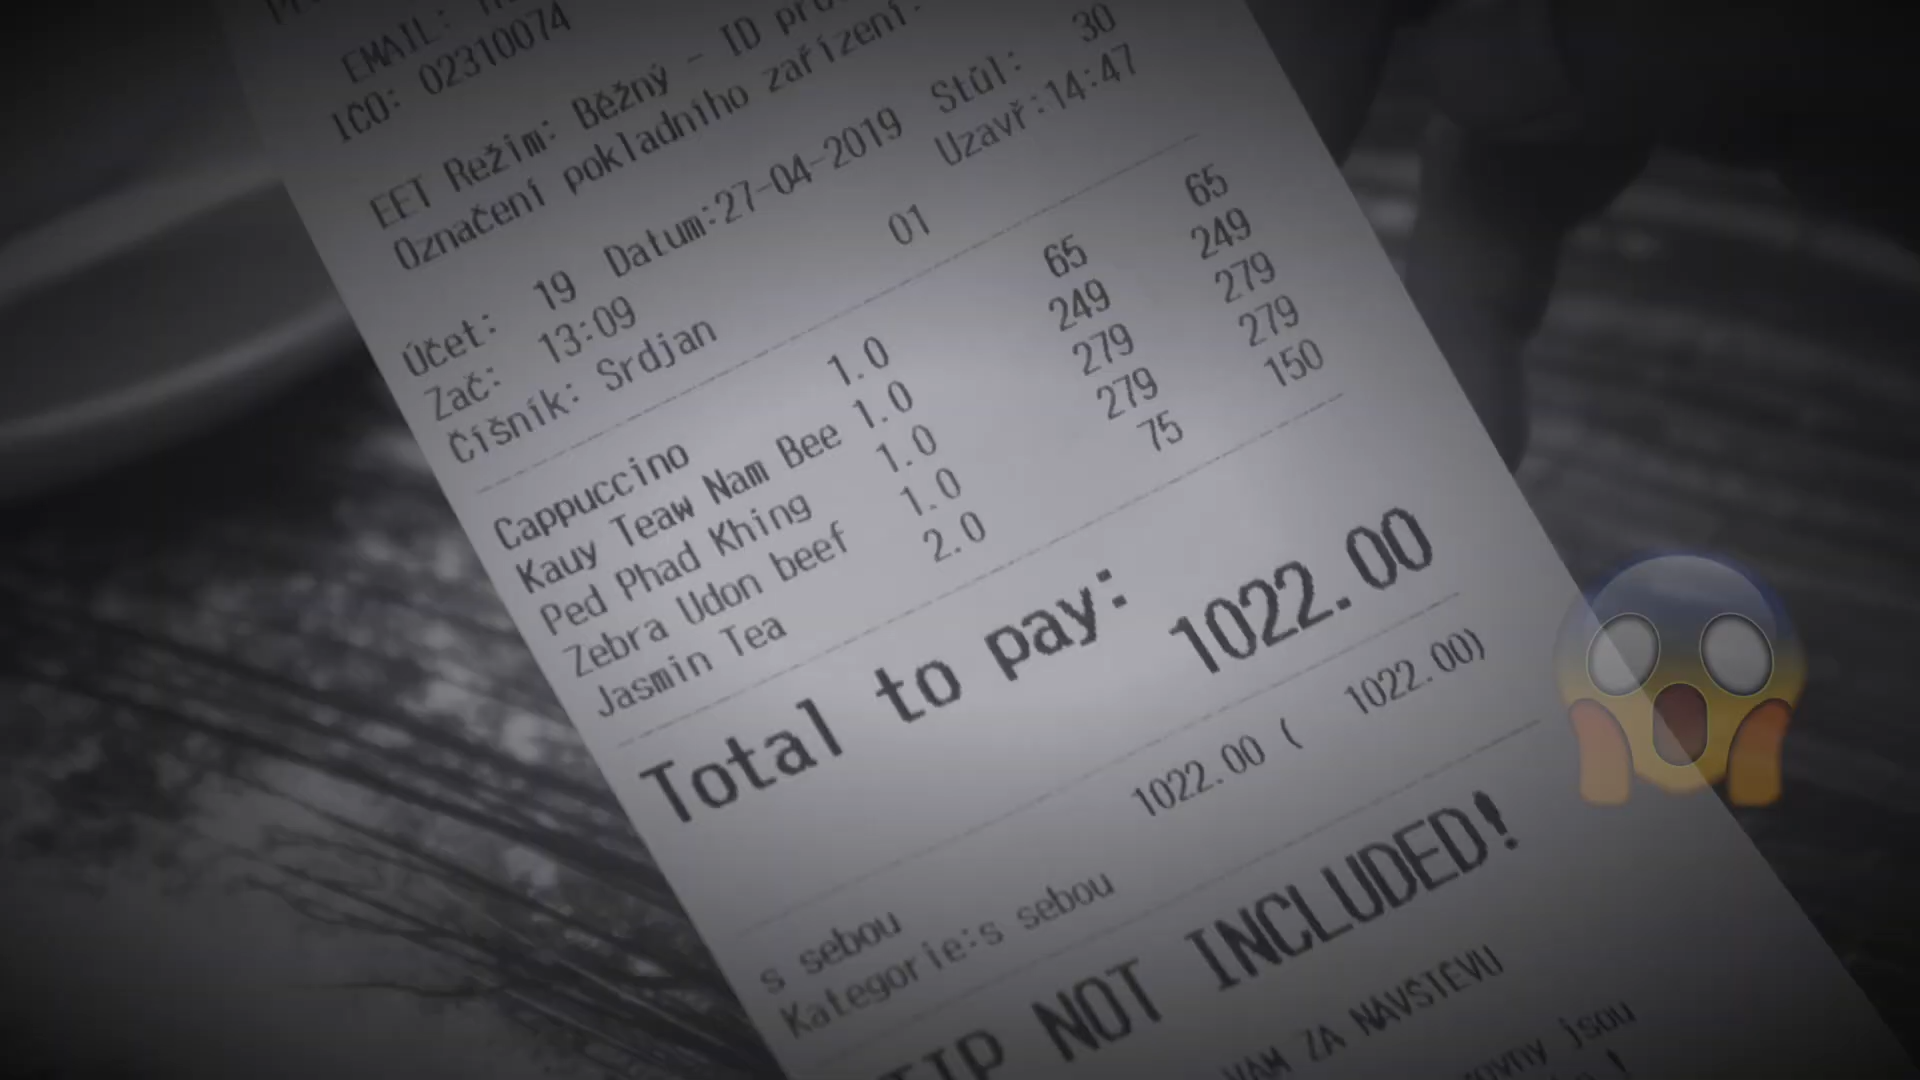 EMAIL:
IČO: 02310074
EET Režim: Běžný - ID
Označení pokladního zařízení:
Účet: 19 Datum:27-04-2019 Stůl: 30
Zač: 13:09 Uzavř:14:47
Číšník: Srdjan 01
Cappuccino 1.0 65 65
Kauy Teaw Nam Bee 1.0 249 249
Ped Phad Khing 1.0 279 279
Zebra Udon beef 1.0 279 279
Jasmin Tea 2.0 75 150
Total to pay: 1022.00
1022.00 ( 1022.00)
s sebou
Kategorie:s sebou
TIP NOT INCLUDED!
VÁM ZA NÁVSTEVU
jsou